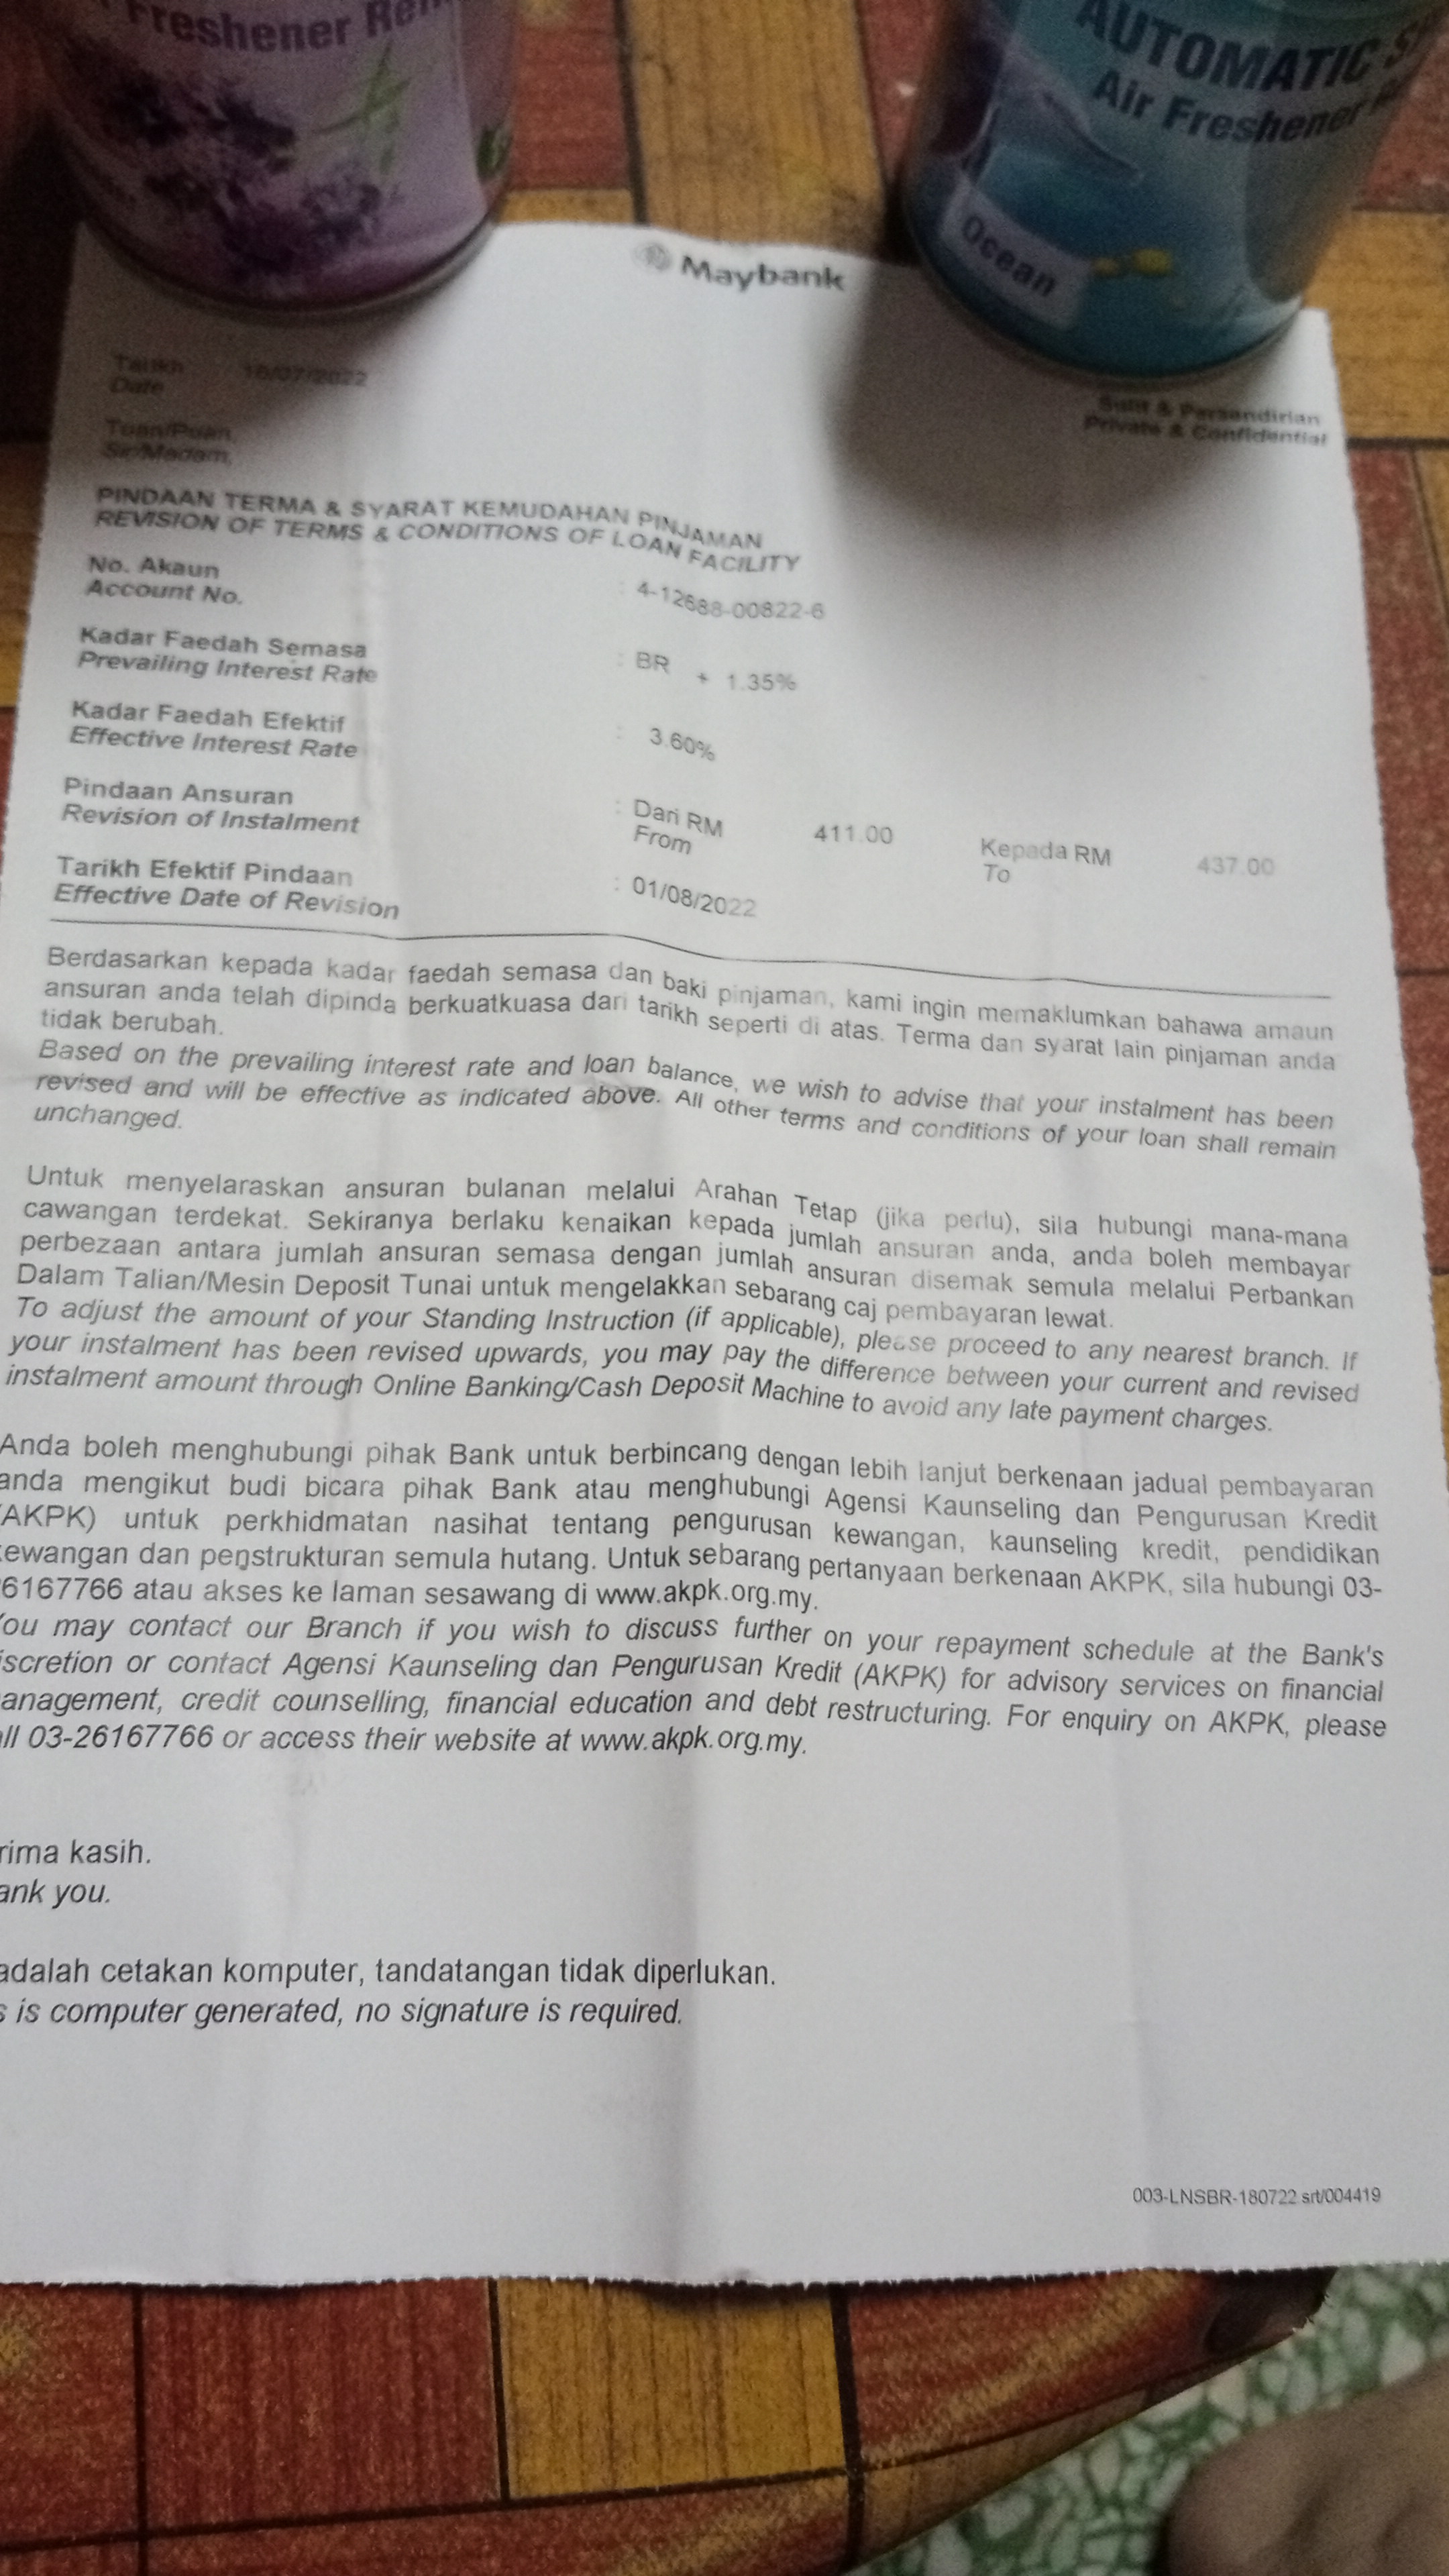 Freshener
AUTOMATIC
Air Freshener
Ocean
Maybank
Tarikh 18/07/2022
Date
Sulit & Persendirian
Private & Confidential
Tuan/Puan,
Sir/Madam,
PINDAAN TERMA & SYARAT KEMUDAHAN PINJAMAN
REVISION OF TERMS & CONDITIONS OF LOAN FACILITY
No. Akaun : 4-12688-00822-6
Account No.
Kadar Faedah Semasa : BR + 1.35%
Prevailing Interest Rate
Kadar Faedah Efektif : 3.60%
Effective Interest Rate
Pindaan Ansuran : Dari RM 411.00 Kepada RM 437.00
Revision of Instalment From To
Tarikh Efektif Pindaan : 01/08/2022
Effective Date of Revision
Berdasarkan kepada kadar faedah semasa dan baki pinjaman, kami ingin memaklumkan bahawa amaun
ansuran anda telah dipinda berkuatkuasa dari tarikh seperti di atas. Terma dan syarat lain pinjaman anda
tidak berubah.
Based on the prevailing interest rate and loan balance, we wish to advise that your instalment has been
revised and will be effective as indicated above. All other terms and conditions of your loan shall remain
unchanged.
Untuk menyelaraskan ansuran bulanan melalui Arahan Tetap (jika perlu), sila hubungi mana-mana
cawangan terdekat. Sekiranya berlaku kenaikan kepada jumlah ansuran anda, anda boleh membayar
perbezaan antara jumlah ansuran semasa dengan jumlah ansuran disemak semula melalui Perbankan
Dalam Talian/Mesin Deposit Tunai untuk mengelakkan sebarang caj pembayaran lewat.
To adjust the amount of your Standing Instruction (if applicable), please proceed to any nearest branch. If
your instalment has been revised upwards, you may pay the difference between your current and revised
instalment amount through Online Banking/Cash Deposit Machine to avoid any late payment charges.
Anda boleh menghubungi pihak Bank untuk berbincang dengan lebih lanjut berkenaan jadual pembayaran
anda mengikut budi bicara pihak Bank atau menghubungi Agensi Kaunseling dan Pengurusan Kredit
(AKPK) untuk perkhidmatan nasihat tentang pengurusan kewangan, kaunseling kredit, pendidikan
kewangan dan penstrukturan semula hutang. Untuk sebarang pertanyaan berkenaan AKPK, sila hubungi 03-
6167766 atau akses ke laman sesawang di www.akpk.org.my.
You may contact our Branch if you wish to discuss further on your repayment schedule at the Bank's
iscretion or contact Agensi Kaunseling dan Pengurusan Kredit (AKPK) for advisory services on financial
anagement, credit counselling, financial education and debt restructuring. For enquiry on AKPK, please
ll 03-26167766 or access their website at www.akpk.org.my.
rima kasih.
ank you.
adalah cetakan komputer, tandatangan tidak diperlukan.
s is computer generated, no signature is required.
003-LNSBR-180722.srt/004419